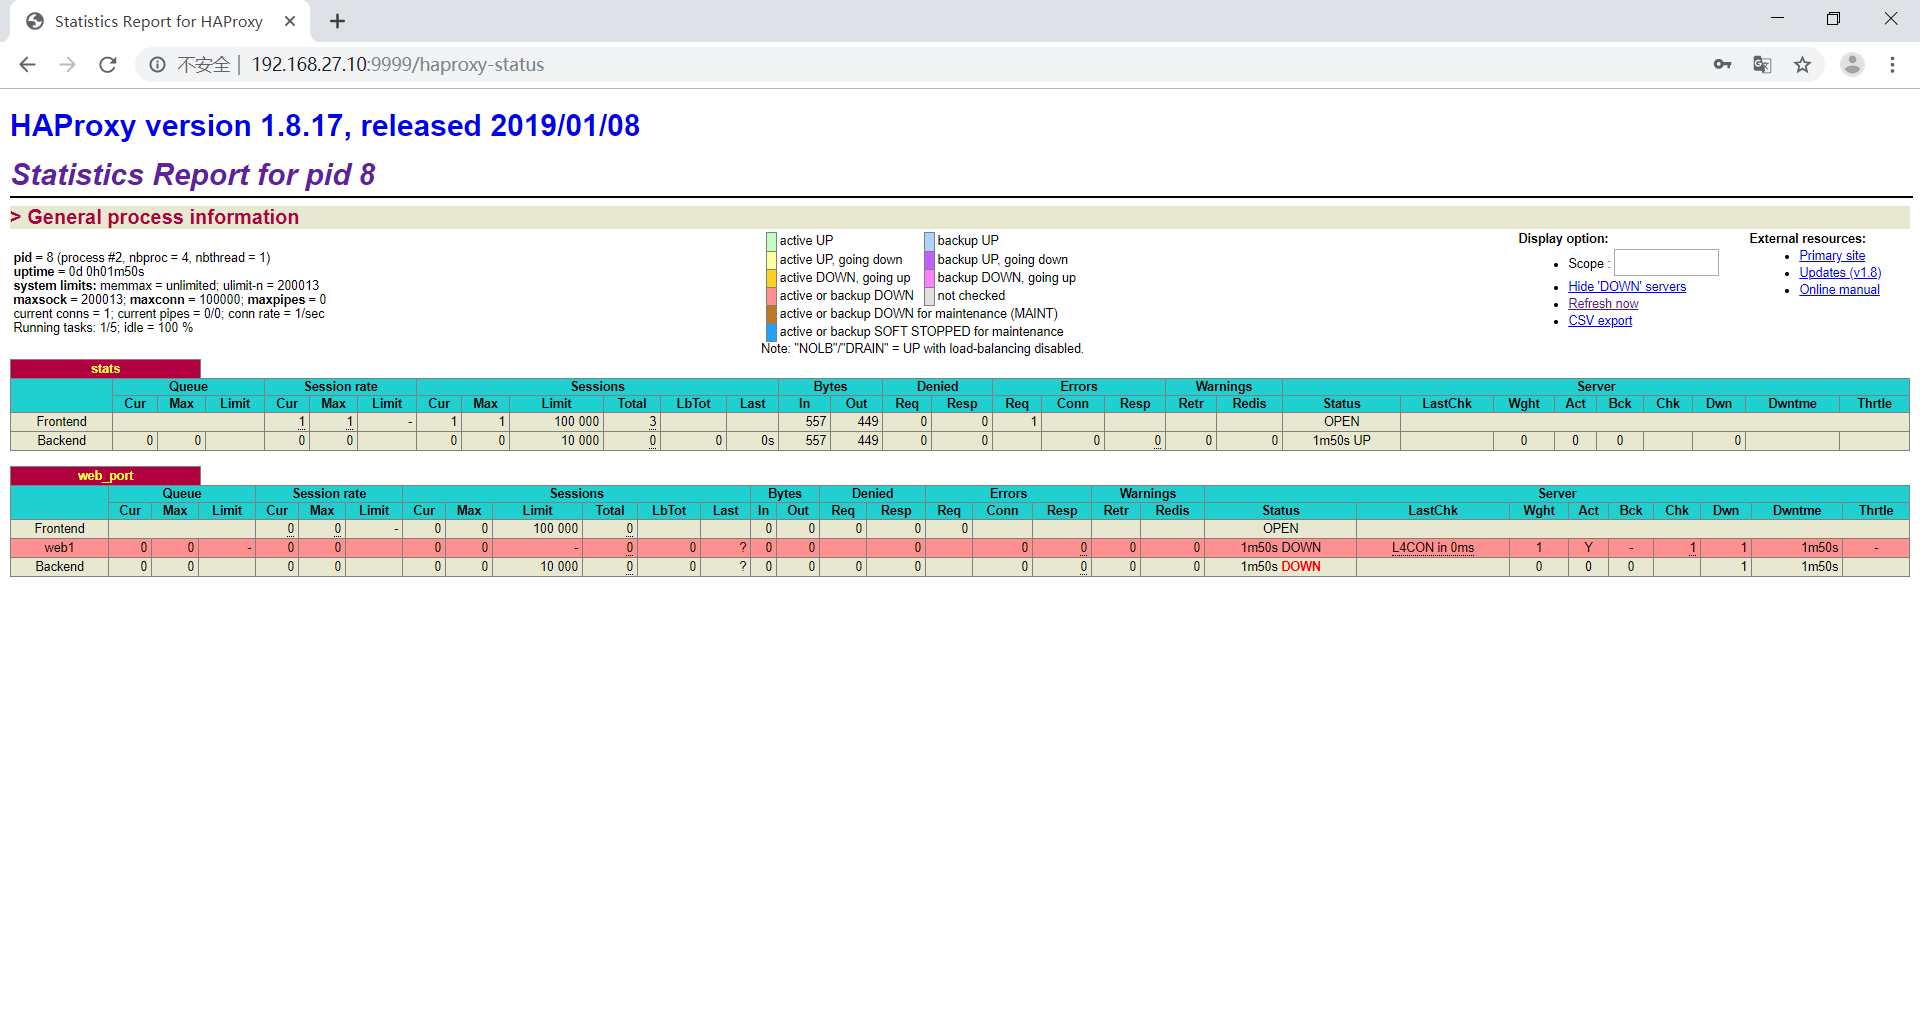 Statistics Report for HAProxy
不安全 | 192.168.27.10:9999/haproxy-status
HAProxy version 1.8.17, released 2019/01/08
Statistics Report for pid 8
> General process information
pid = 8 (process #2, nbproc = 4, nbthread = 1)
uptime = 0d 0h01m50s
system limits: memmax = unlimited; ulimit-n = 200013
maxsock = 200013; maxconn = 100000; maxpipes = 0
current conns = 1; current pipes = 0/0; conn rate = 1/sec
Running tasks: 1/5; idle = 100 %
active UP backup UP
active UP, going down backup UP, going down
active DOWN, going up backup DOWN, going up
active or backup DOWN not checked
active or backup DOWN for maintenance (MAINT)
active or backup SOFT STOPPED for maintenance
Note: "NOLB"/"DRAIN" = UP with load-balancing disabled.
Display option:
• Scope :
• Hide 'DOWN' servers
• Refresh now
• CSV export
External resources:
• Primary site
• Updates (v1.8)
• Online manual
stats
Queue Session rate Sessions Bytes Denied Errors Warnings Server
Cur Max Limit Cur Max Limit Cur Max Limit Total LbTot Last In Out Req Resp Req Conn Resp Retr Redis Status LastChk Wght Act Bck Chk Dwn Dwntme Thrtle
Frontend 1 1 - 1 1 100 000 3 557 449 0 0 1 OPEN
Backend 0 0 0 0 0 0 10 000 0 0 0s 557 449 0 0 0 0 0 0 1m50s UP 0 0 0 0
web_port
Queue Session rate Sessions Bytes Denied Errors Warnings Server
Cur Max Limit Cur Max Limit Cur Max Limit Total LbTot Last In Out Req Resp Req Conn Resp Retr Redis Status LastChk Wght Act Bck Chk Dwn Dwntme Thrtle
Frontend 0 0 - 0 0 100 000 0 0 0 0 0 0 OPEN
web1 0 0 - 0 0 0 0 - 0 0 ? 0 0 0 0 0 0 0 1m50s DOWN L4CON in 0ms 1 Y - 1 1 1m50s -
Backend 0 0 0 0 0 0 10 000 0 0 ? 0 0 0 0 0 0 0 0 1m50s DOWN 0 0 0 1 1m50s